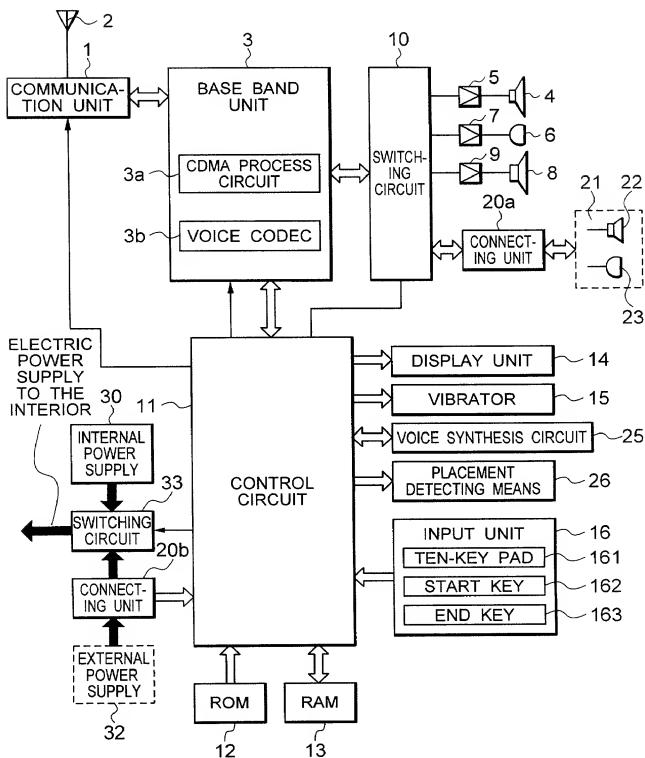 2
1
COMMUNICA-
TION UNIT
3
BASE BAND
UNIT
3a
CDMA PROCESS
CIRCUIT
3b
VOICE CODEC
10
SWITCH-
ING
CIRCUIT
5
4
7
6
9
8
20a
CONNECT-
ING UNIT
21
22
23
ELECTRIC
POWER
SUPPLY
TO THE
INTERIOR
11
CONTROL
CIRCUIT
DISPLAY UNIT
14
VIBRATOR
15
VOICE SYNTHESIS CIRCUIT
25
PLACEMENT
DETECTING MEANS
26
INPUT UNIT
16
TEN-KEY PAD
161
START KEY
162
END KEY
163
30
INTERNAL
POWER
SUPPLY
33
SWITCHING
CIRCUIT
20b
CONNECT-
ING UNIT
EXTERNAL
POWER
SUPPLY
32
ROM
12
RAM
13